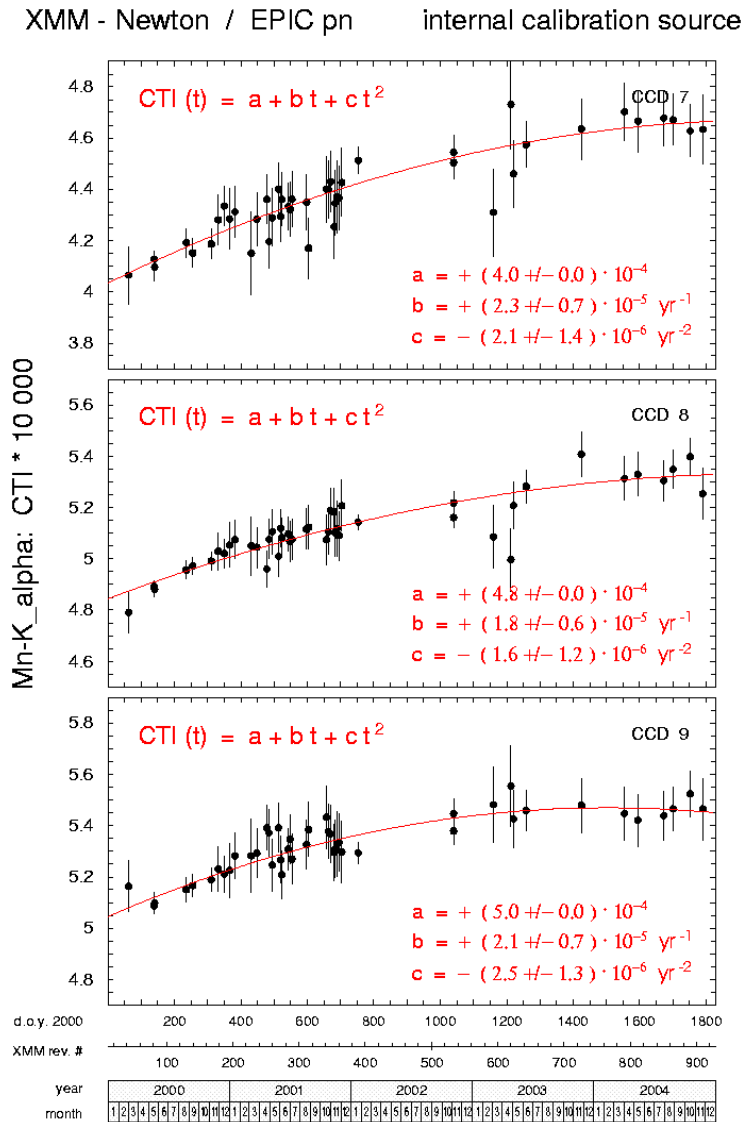 XMM - Newton / EPIC pn internal calibration source
Mn-K_alpha: CTI * 10 000
4.8
4.6
4.4
4.2
4
3.8
CTI (t) = a + b t + c t²
CCD 7
a = + ( 4.0 +/− 0.0 ) · 10⁻⁴
b = + ( 2.3 +/− 0.7 ) · 10⁻⁵ yr⁻¹
c = − ( 2.1 +/− 1.4 ) · 10⁻⁶ yr⁻²
5.6
5.4
5.2
5
4.8
4.6
CTI (t) = a + b t + c t²
CCD 8
a = + ( 4.8 +/− 0.0 ) · 10⁻⁴
b = + ( 1.8 +/− 0.6 ) · 10⁻⁵ yr⁻¹
c = − ( 1.6 +/− 1.2 ) · 10⁻⁶ yr⁻²
5.8
5.6
5.4
5.2
5
4.8
CTI (t) = a + b t + c t²
CCD 9
a = + ( 5.0 +/− 0.0 ) · 10⁻⁴
b = + ( 2.1 +/− 0.7 ) · 10⁻⁵ yr⁻¹
c = − ( 2.5 +/− 1.3 ) · 10⁻⁶ yr⁻²
d.o.y. 2000 200 400 600 800 1000 1200 1400 1600 1800
XMM rev. # 100 200 300 400 500 600 700 800 900
year 2000 2001 2002 2003 2004
month 1 2 3 4 5 6 7 8 9 10 11 12 1 2 3 4 5 6 7 8 9 10 11 12 1 2 3 4 5 6 7 8 9 10 11 12 1 2 3 4 5 6 7 8 9 10 11 12 1 2 3 4 5 6 7 8 9 10 11 12